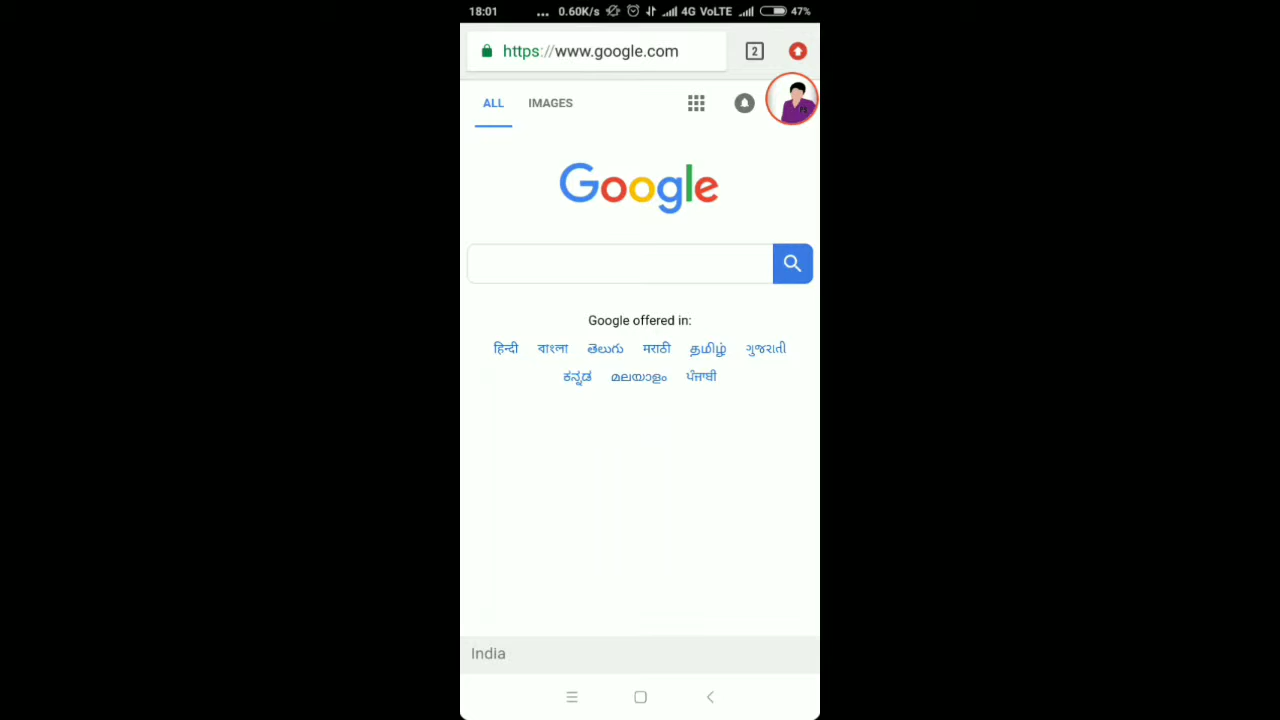 18:01 ... 0.60K/s 4G VoLTE 47%
https://www.google.com 2
ALL IMAGES
Google
Google offered in:
हिन्दी বাংলা తెలుగు मराठी தமிழ் ગુજરાતી
ಕನ್ನಡ മലയാളം ਪੰਜਾਬੀ
India